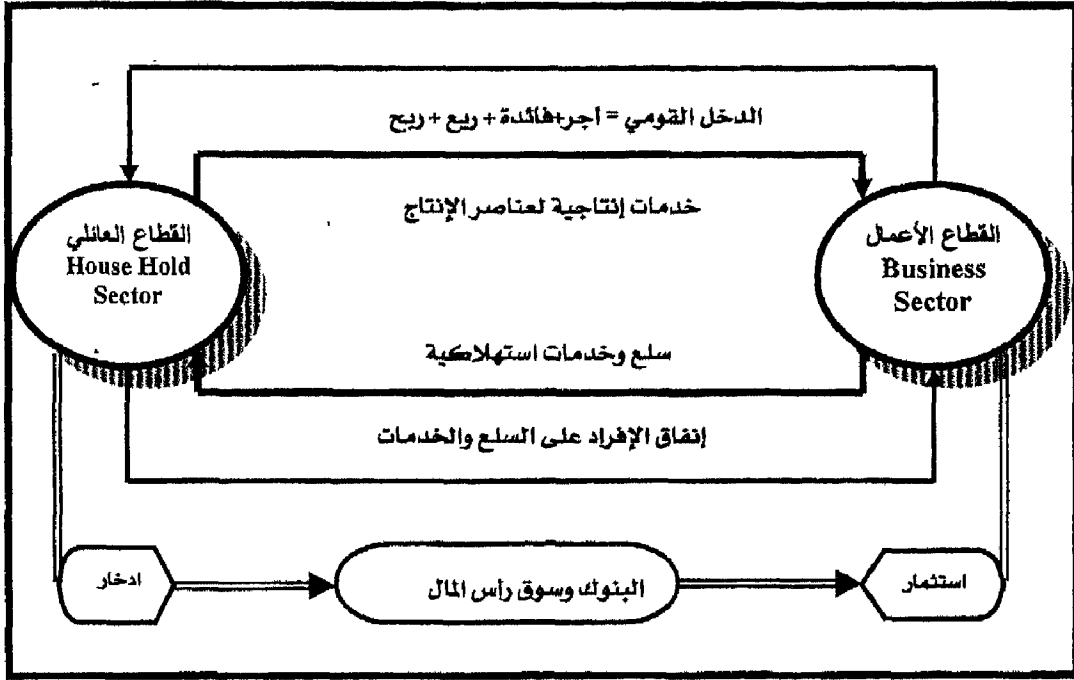 الدخل القومي = أجر+فائدة + ريع + ربح
خدمات إنتاجية لعناصر الإنتاج
القطاع العائلي
House Hold
Sector
القطاع الأعمال
Business
Sector
سلع وخدمات استهلاكية
إنفاق الإفراد على السلع والخدمات
ادخار
البنوك وسوق رأس المال
استثمار